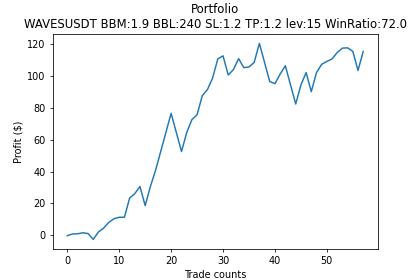 Portfolio
WAVESUSDT BBM:1.9 BBL:240 SL:1.2 TP:1.2 lev:15 WinRatio:72.0
120
100
80
60
40
20
0
Profit ($)
0 10 20 30 40 50
Trade counts